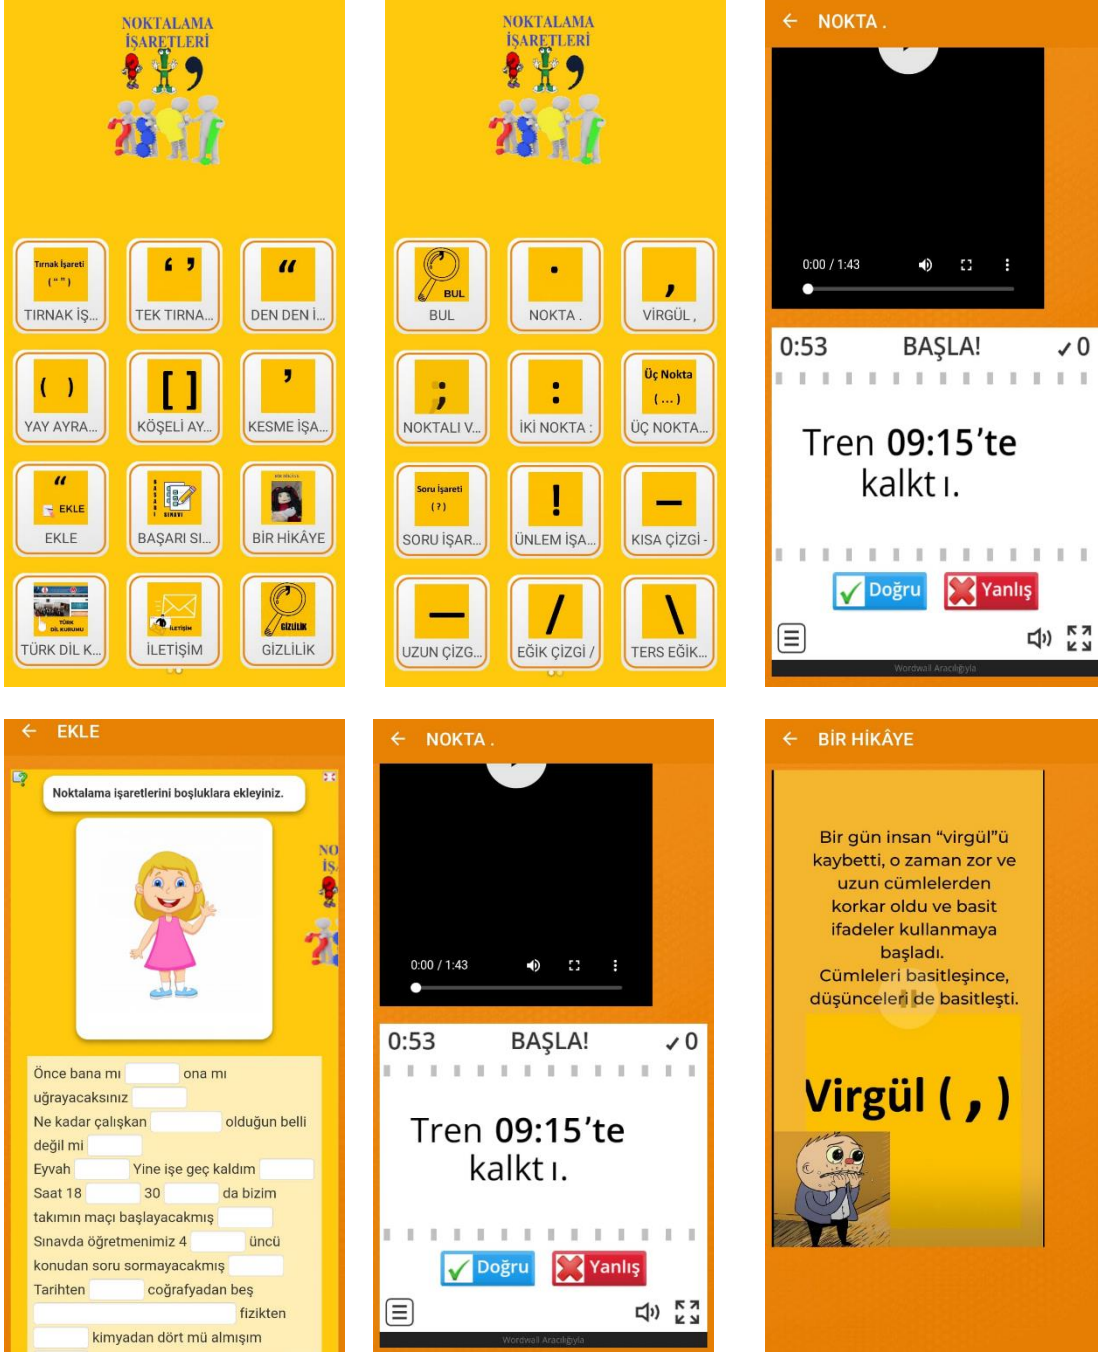 NOKTALAMA
İŞARETLERİ
Tırnak İşareti
( “ ” )
‘ ’
“
TIRNAK İŞ...
TEK TIRNA...
DEN DEN İ...
( )
[ ]
’
YAY AYRA...
KÖŞELİ AY...
KESME İŞA...
“
EKLE
BAŞARI
SINAVI
EKLE
BAŞARI SI...
BİR HİKÂYE
TÜRK
DİL KURUMU
İLETİŞİM
GİZLİLİK
TÜRK DİL K...
İLETİŞİM
GİZLİLİK
NOKTALAMA
İŞARETLERİ
BUL
.
,
BUL
NOKTA .
VİRGÜL ,
;
:
Üç Nokta
( ... )
NOKTALI V...
İKİ NOKTA :
ÜÇ NOKTA...
Soru İşareti
( ? )
!
–
SORU İŞAR...
ÜNLEM İŞA...
KISA ÇİZGİ -
—
/
\
UZUN ÇİZG...
EĞİK ÇİZGİ /
TERS EĞİK...
NOKTA .
0:00 / 1:43
0:53
BAŞLA!
✓ 0
Tren 09:15’te
kalktı.
Doğru
Yanlış
Wordwall Aracılığıyla
EKLE
Noktalama işaretlerini boşluklara ekleyiniz.
NO
İŞ
Önce bana mı ona mı
uğrayacaksınız
Ne kadar çalışkan olduğun belli
değil mi
Eyvah Yine işe geç kaldım
Saat 18 30 da bizim
takımın maçı başlayacakmış
Sınavda öğretmenimiz 4 üncü
konudan soru sormayacakmış
Tarihten coğrafyadan beş
fizikten
kimyadan dört mü almışım
NOKTA .
0:00 / 1:43
0:53
BAŞLA!
✓ 0
Tren 09:15’te
kalktı.
Doğru
Yanlış
Wordwall Aracılığıyla
BİR HİKÂYE
Bir gün insan “virgül”ü
kaybetti, o zaman zor ve
uzun cümlelerden
korkar oldu ve basit
ifadeler kullanmaya
başladı.
Cümleleri basitleşince,
düşünceleri de basitleşti.
Virgül ( , )